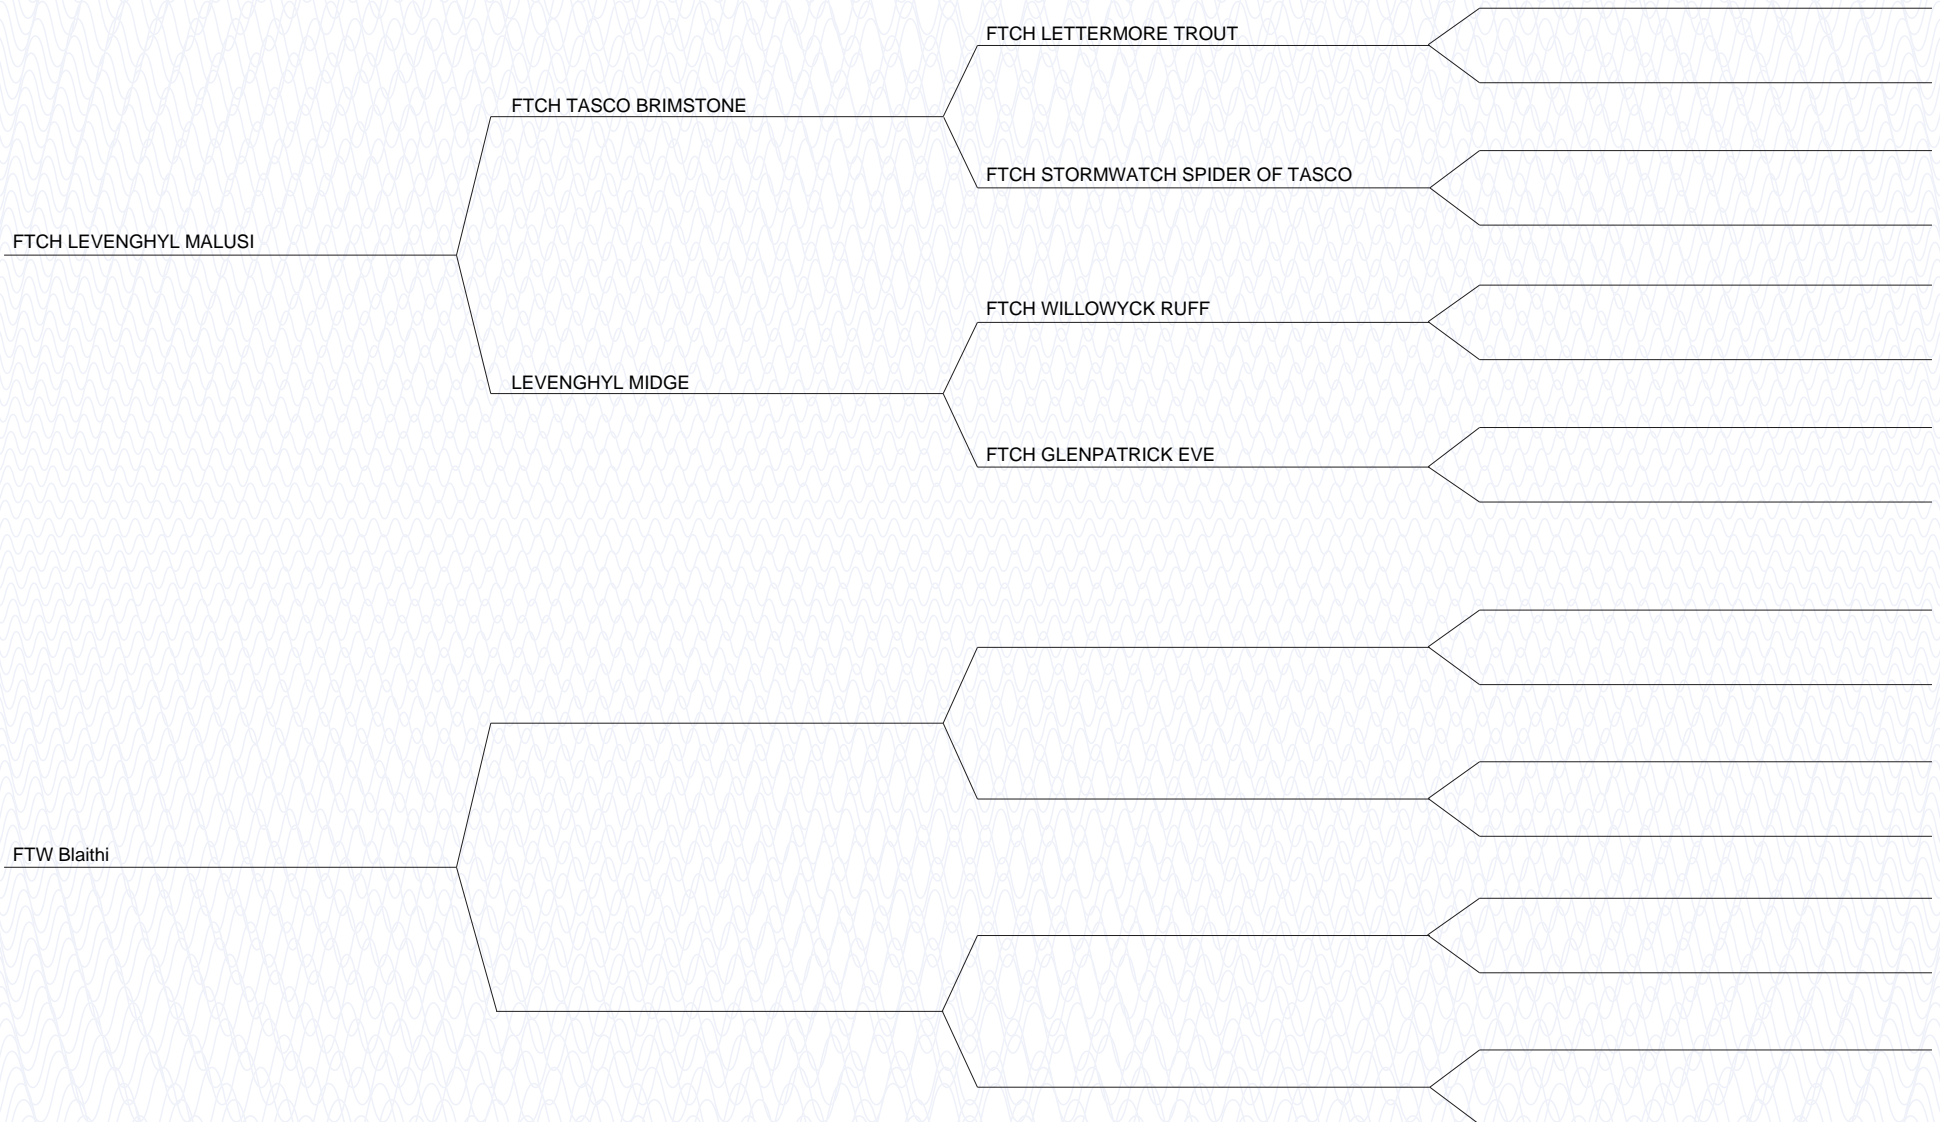 FTCH LETTERMORE TROUT
FTCH TASCO BRIMSTONE
FTCH STORMWATCH SPIDER OF TASCO
FTCH LEVENGHYL MALUSI
FTCH WILLOWYCK RUFF
LEVENGHYL MIDGE
FTCH GLENPATRICK EVE
FTW Blaithi